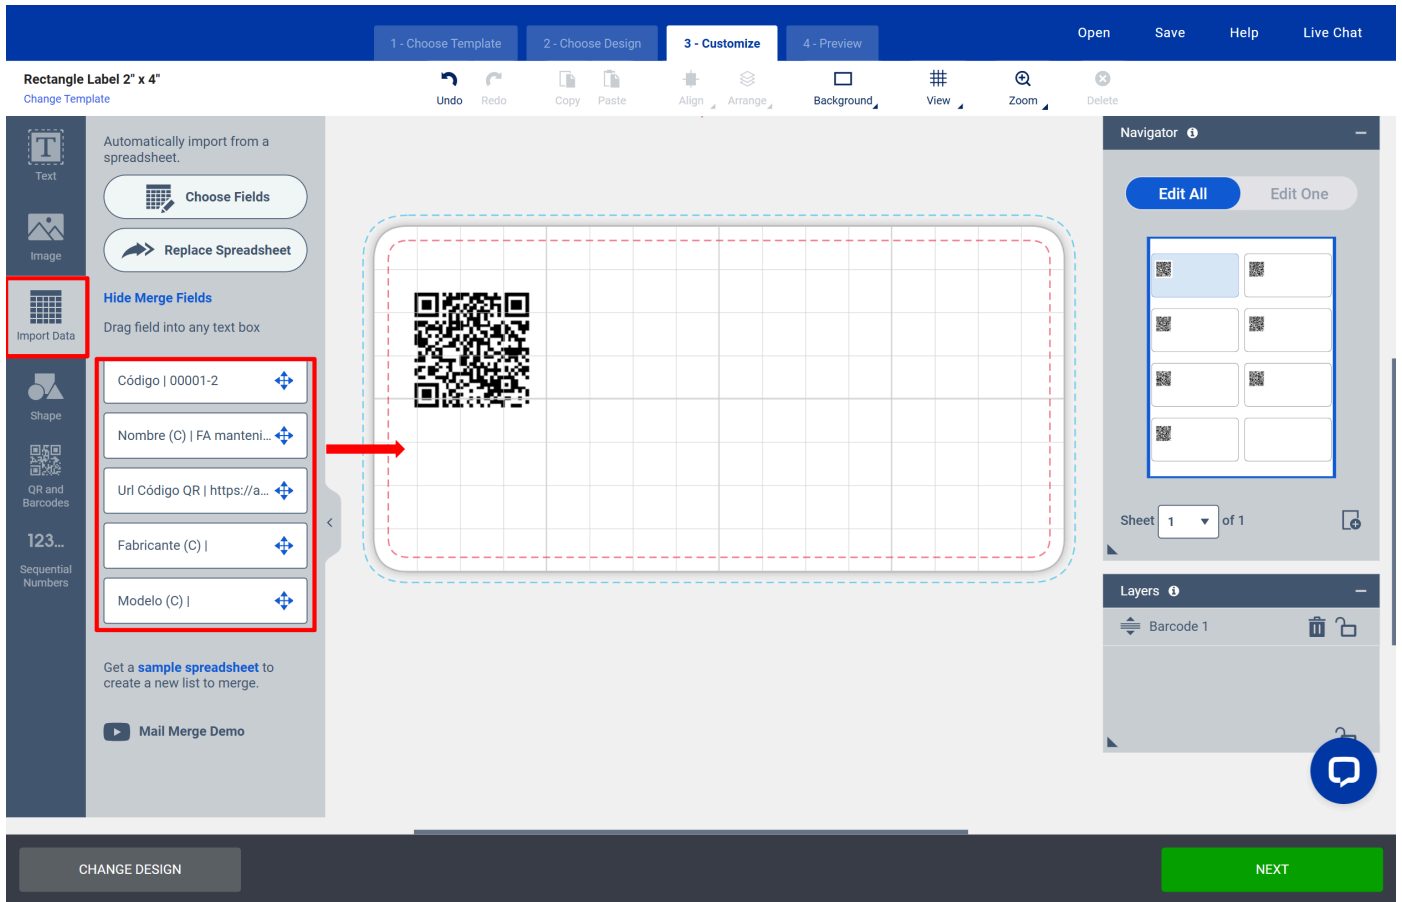 1 - Choose Template
2 - Choose Design
3 - Customize
4 - Preview
Open
Save
Help
Live Chat
Rectangle Label 2" x 4"
Change Template
Undo
Redo
Copy
Paste
Align
Arrange
Background
View
Zoom
Delete
Text
Image
Import Data
Shape
QR and
Barcodes
123...
Sequential
Numbers
Automatically import from a
spreadsheet.
Choose Fields
Replace Spreadsheet
Hide Merge Fields
Drag field into any text box
Código | 00001-2
Nombre (C) | FA manteni...
Url Código QR | https://a...
Fabricante (C) |
Modelo (C) |
Get a sample spreadsheet to
create a new list to merge.
Mail Merge Demo
Navigator
Edit All
Edit One
Sheet 1 of 1
Layers
Barcode 1
CHANGE DESIGN
NEXT